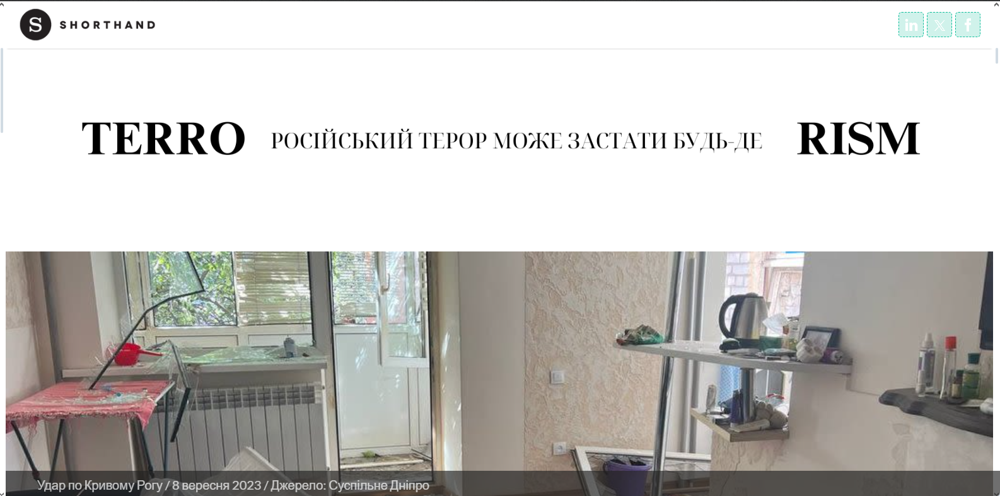 S SHORTHAND
in X f
TERRO РОСІЙСЬКИЙ ТЕРОР МОЖЕ ЗАСТАТИ БУДЬ-ДЕ RISM
Удар по Кривому Рогу / 8 вересня 2023 / Джерело: Суспільне Дніпро